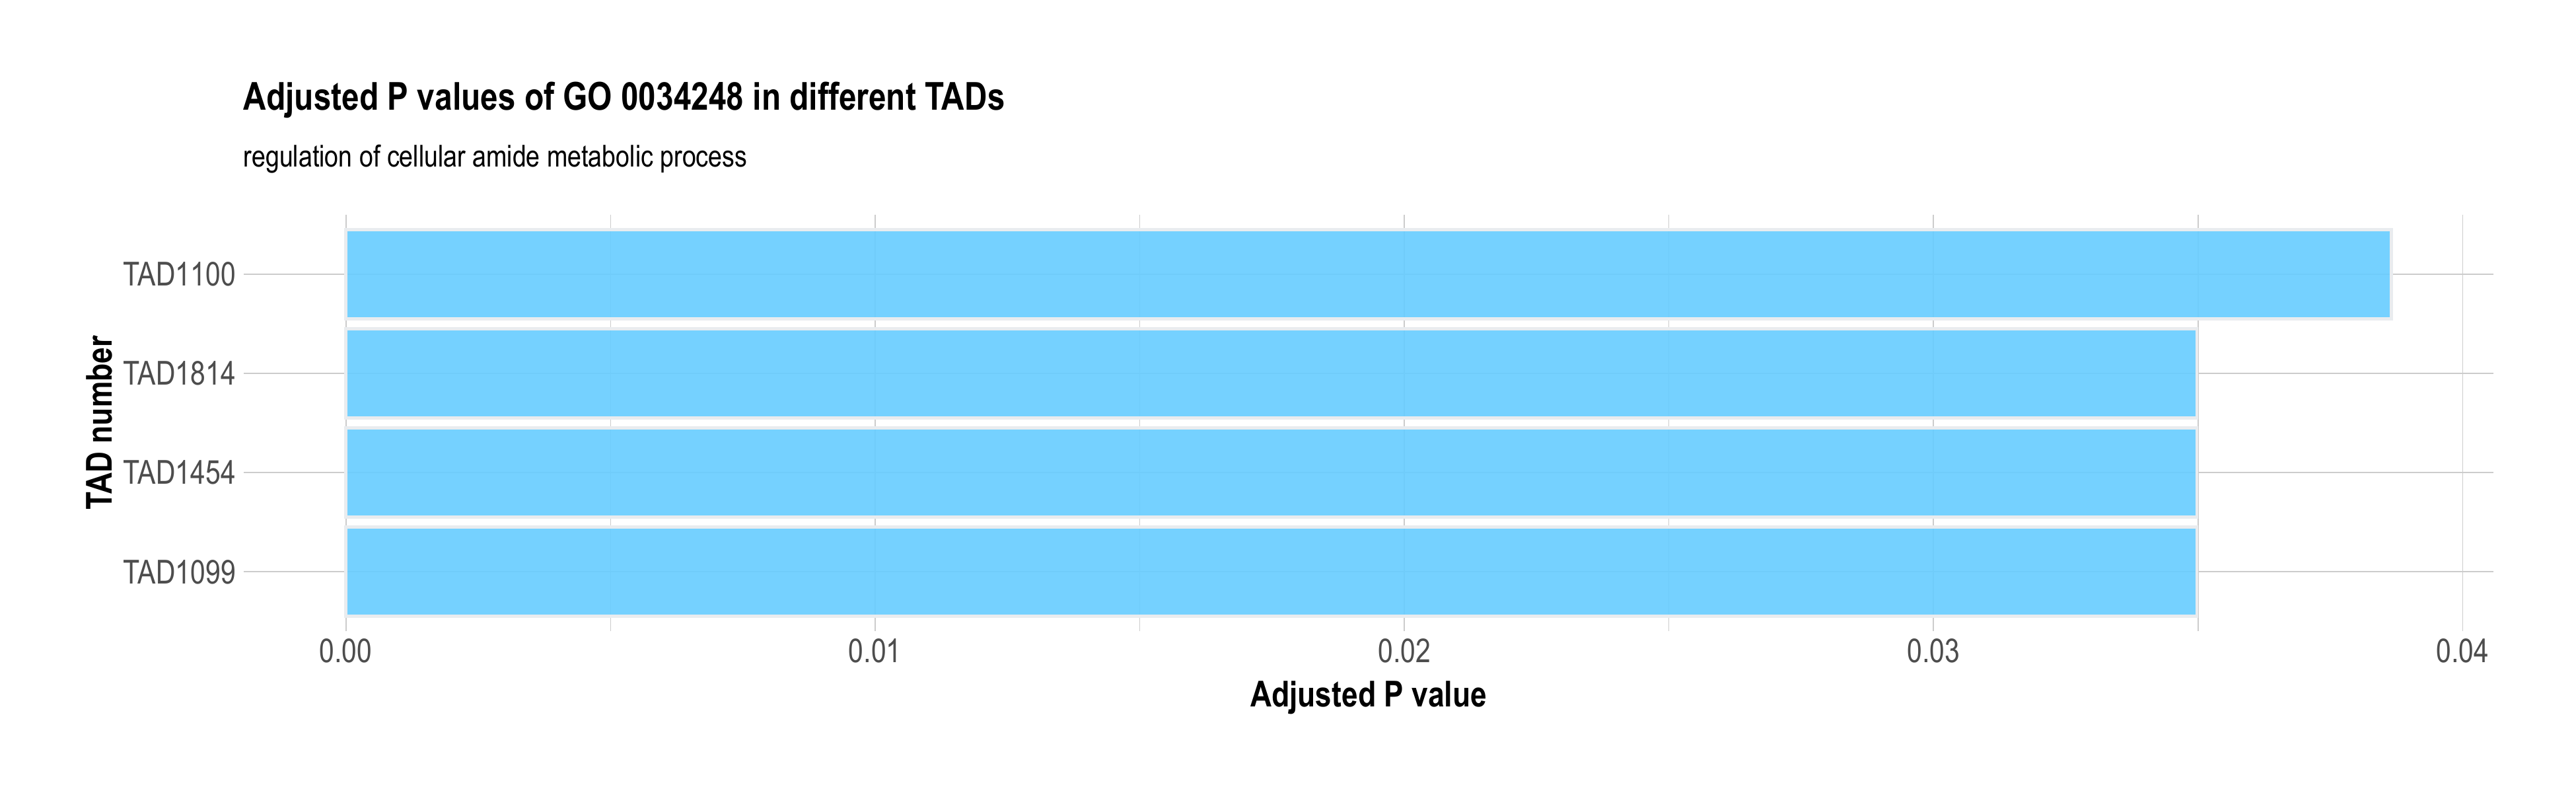 Adjusted P values of GO 0034248 in different TADs
regulation of cellular amide metabolic process
TAD number
TAD1100
TAD1814
TAD1454
TAD1099
0.00 0.01 0.02 0.03 0.04
Adjusted P value